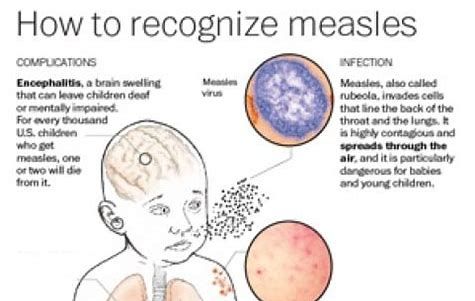 How to recognize measles
COMPLICATIONS
Encephalitis, a brain swelling
that can leave children deaf
or mentally impaired.
For every thousand
U.S. children
who get
measles, one
or two will die
from it.
Measles
virus
INFECTION
Measles, also called
rubeola, invades cells
that line the back of the
throat and the lungs. It
is highly contagious and
spreads through the
air, and it is particularly
dangerous for babies
and young children.